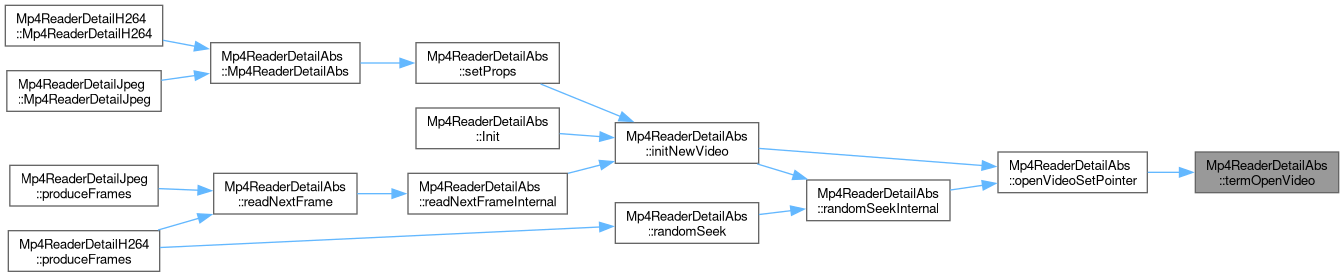 Mp4ReaderDetailH264
::Mp4ReaderDetailH264
Mp4ReaderDetailJpeg
::Mp4ReaderDetailJpeg
Mp4ReaderDetailAbs
::Mp4ReaderDetailAbs
Mp4ReaderDetailAbs
::setProps
Mp4ReaderDetailAbs
::Init
Mp4ReaderDetailAbs
::initNewVideo
Mp4ReaderDetailAbs
::openVideoSetPointer
Mp4ReaderDetailAbs
::termOpenVideo
Mp4ReaderDetailJpeg
::produceFrames
Mp4ReaderDetailAbs
::readNextFrame
Mp4ReaderDetailAbs
::readNextFrameInternal
Mp4ReaderDetailAbs
::randomSeekInternal
Mp4ReaderDetailH264
::produceFrames
Mp4ReaderDetailAbs
::randomSeek